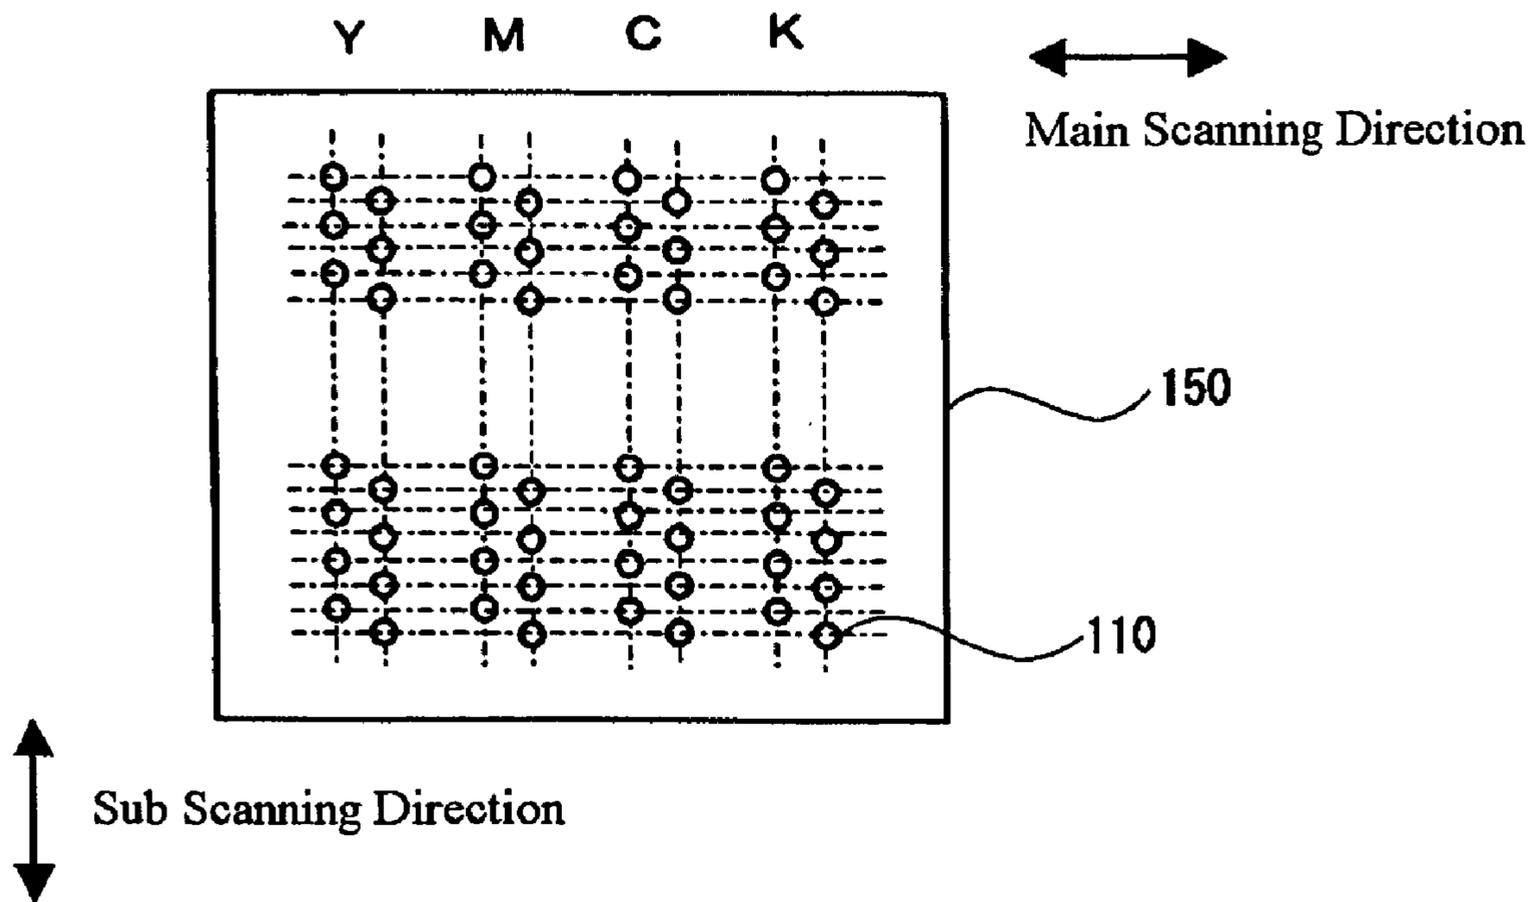 Y M C K
Main Scanning Direction
150
110
Sub Scanning Direction